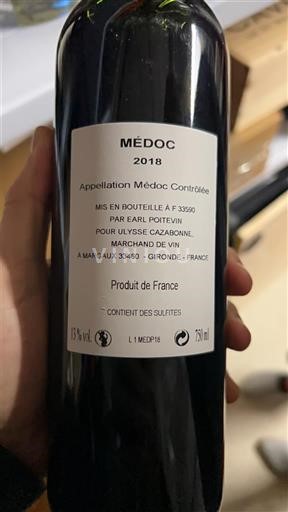 MÉDOC
2018
Appellation Médoc Contrôlée
MIS EN BOUTEILLE À F 33590
PAR EARL POITEVIN
POUR ULYSSE CAZABONNE,
MARCHAND DE VIN
A MARGAUX 33460 - GIRONDE - FRANCE
Produit de France
CONTIENT DES SULFITES
13 % vol.
L 1 MEDP18
750 ml